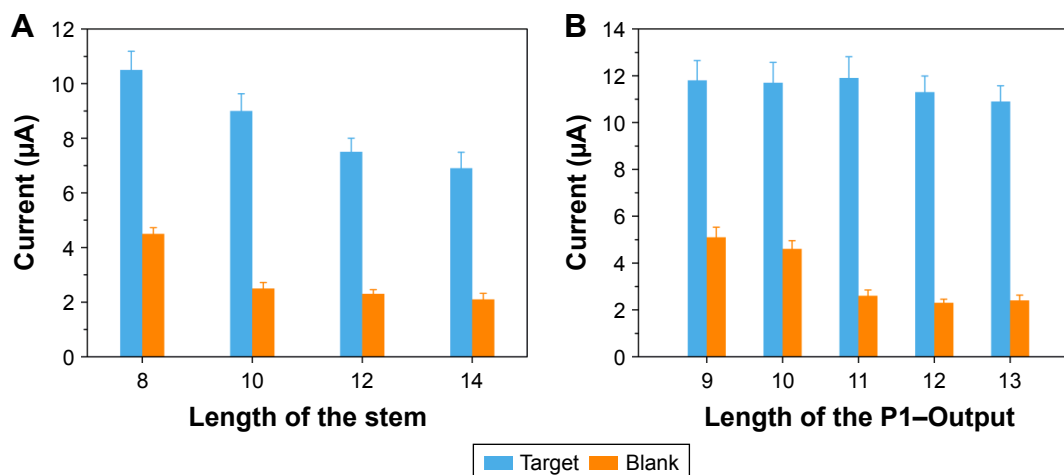 A
12
10
8
6
4
2
0
Current (µA)
8 10 12 14
Length of the stem
B
14
12
10
8
6
4
2
0
Current (µA)
9 10 11 12 13
Length of the P1–Output
Target Blank